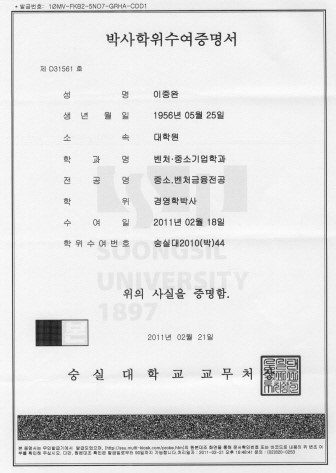 * 발급번호: 10MV-FKB2-5NO7-GRHA-CDD1
박사학위수여증명서
제 D31561 호
성 명 이중완
생 년 월 일 1956년 05월 25일
소 속 대학원
학 과 명 벤처·중소기업학과
전 공 명 중소.벤처금융전공
학 위 경영학박사
수 여 일 2011년 02월 18일
학위수여번호 숭실대2010(박)44
SOONGSIL
UNIVERSITY
1897
위의 사실을 증명함.
2011년 02월 21일
숭 실 대 학 교 교 무 처 장